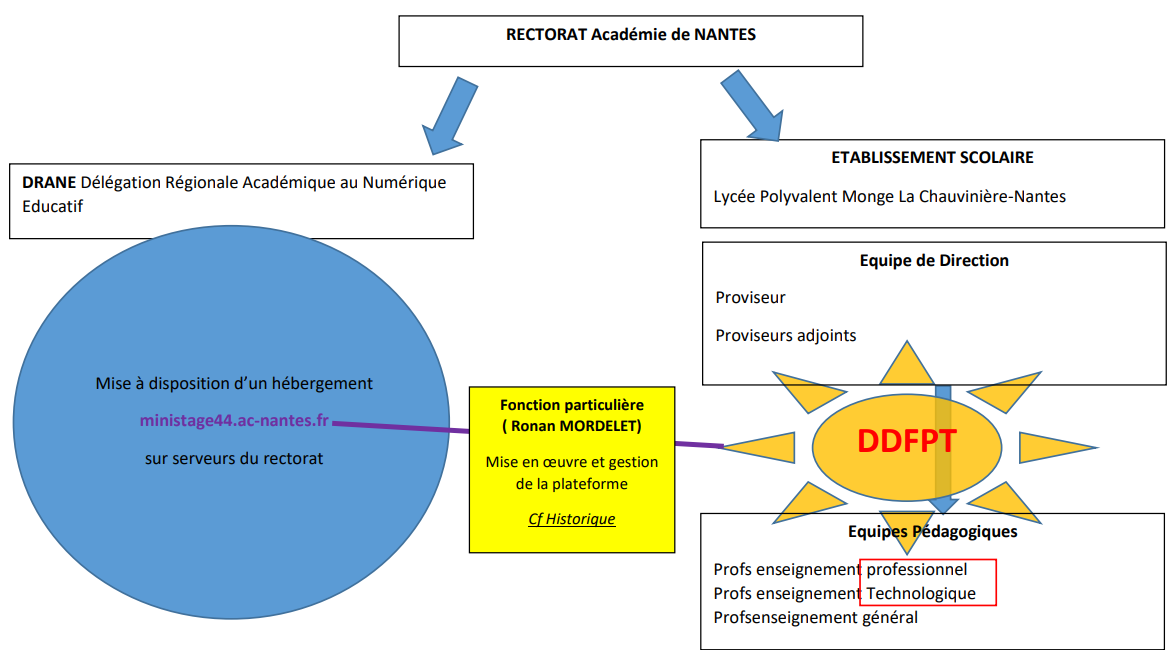 RECTORAT Académie de NANTES
DRANE Délégation Régionale Académique au Numérique
Educatif
ETABLISSEMENT SCOLAIRE
Lycée Polyvalent Monge La Chauvinière-Nantes
Equipe de Direction
Proviseur
Proviseurs adjoints
Mise à disposition d'un hébergement
ministage44.ac-nantes.fr
sur serveurs du rectorat
Fonction particulière
( Ronan MORDELET)
Mise en œuvre et gestion
de la plateforme
Cf Historique
DDFPT
Equipes Pédagogiques
Profs enseignement professionnel
Profs enseignement Technologique
Profsenseignement général